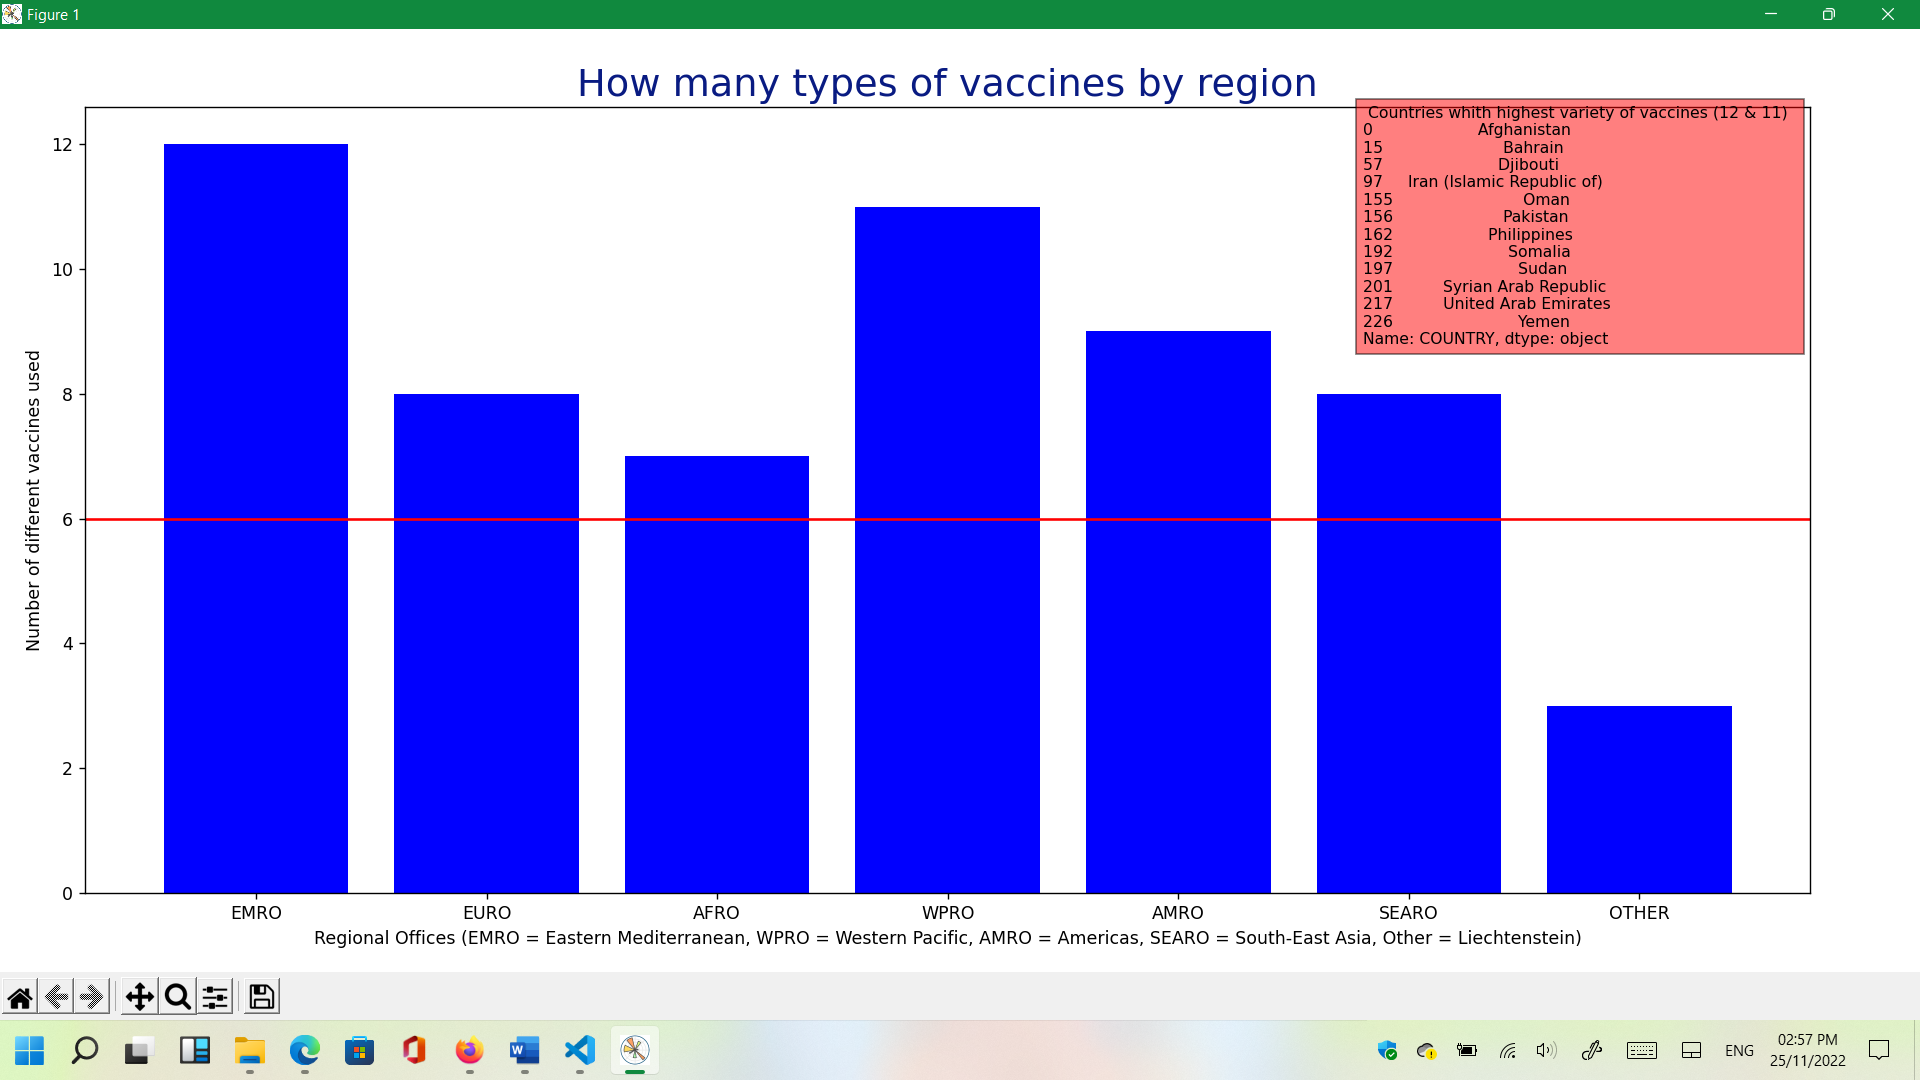 Figure 1
How many types of vaccines by region
Countries whith highest variety of vaccines (12 & 11)
0 Afghanistan
15 Bahrain
57 Djibouti
97 Iran (Islamic Republic of)
155 Oman
156 Pakistan
162 Philippines
192 Somalia
197 Sudan
201 Syrian Arab Republic
217 United Arab Emirates
226 Yemen
Name: COUNTRY, dtype: object
Number of different vaccines used
12
10
8
6
4
2
0
EMRO EURO AFRO WPRO AMRO SEARO OTHER
Regional Offices (EMRO = Eastern Mediterranean, WPRO = Western Pacific, AMRO = Americas, SEARO = South-East Asia, Other = Liechtenstein)
W
ENG
02:57 PM
25/11/2022